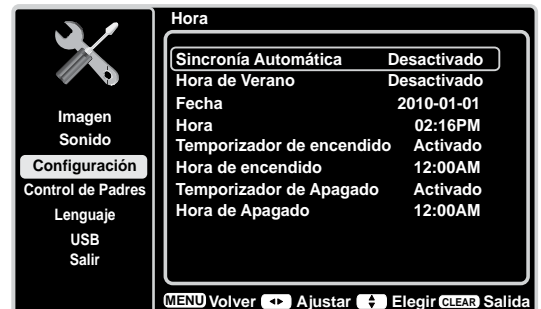 Hora
Sincronía Automática Desactivado
Hora de Verano Desactivado
Fecha 2010-01-01
Hora 02:16PM
Temporizador de encendido Activado
Hora de encendido 12:00AM
Temporizador de Apagado Activado
Hora de Apagado 12:00AM
Imagen
Sonido
Configuración
Control de Padres
Lenguaje
USB
Salir
MENU Volver Ajustar Elegir CLEAR Salida